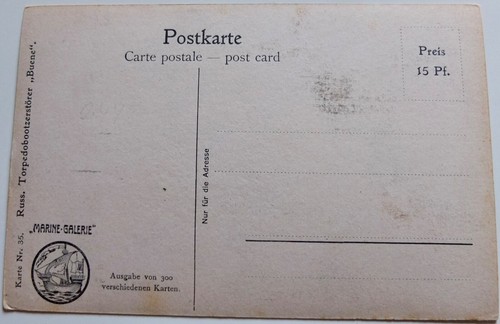 Postkarte
Carte postale — post card
Preis
15 Pf.
Karte Nr. 35. Russ. Torpedobootzerstörer „Buene“.
Nur für die Adresse
„MARINE-GALERIE”
Ausgabe von 300
verschiedenen Karten.